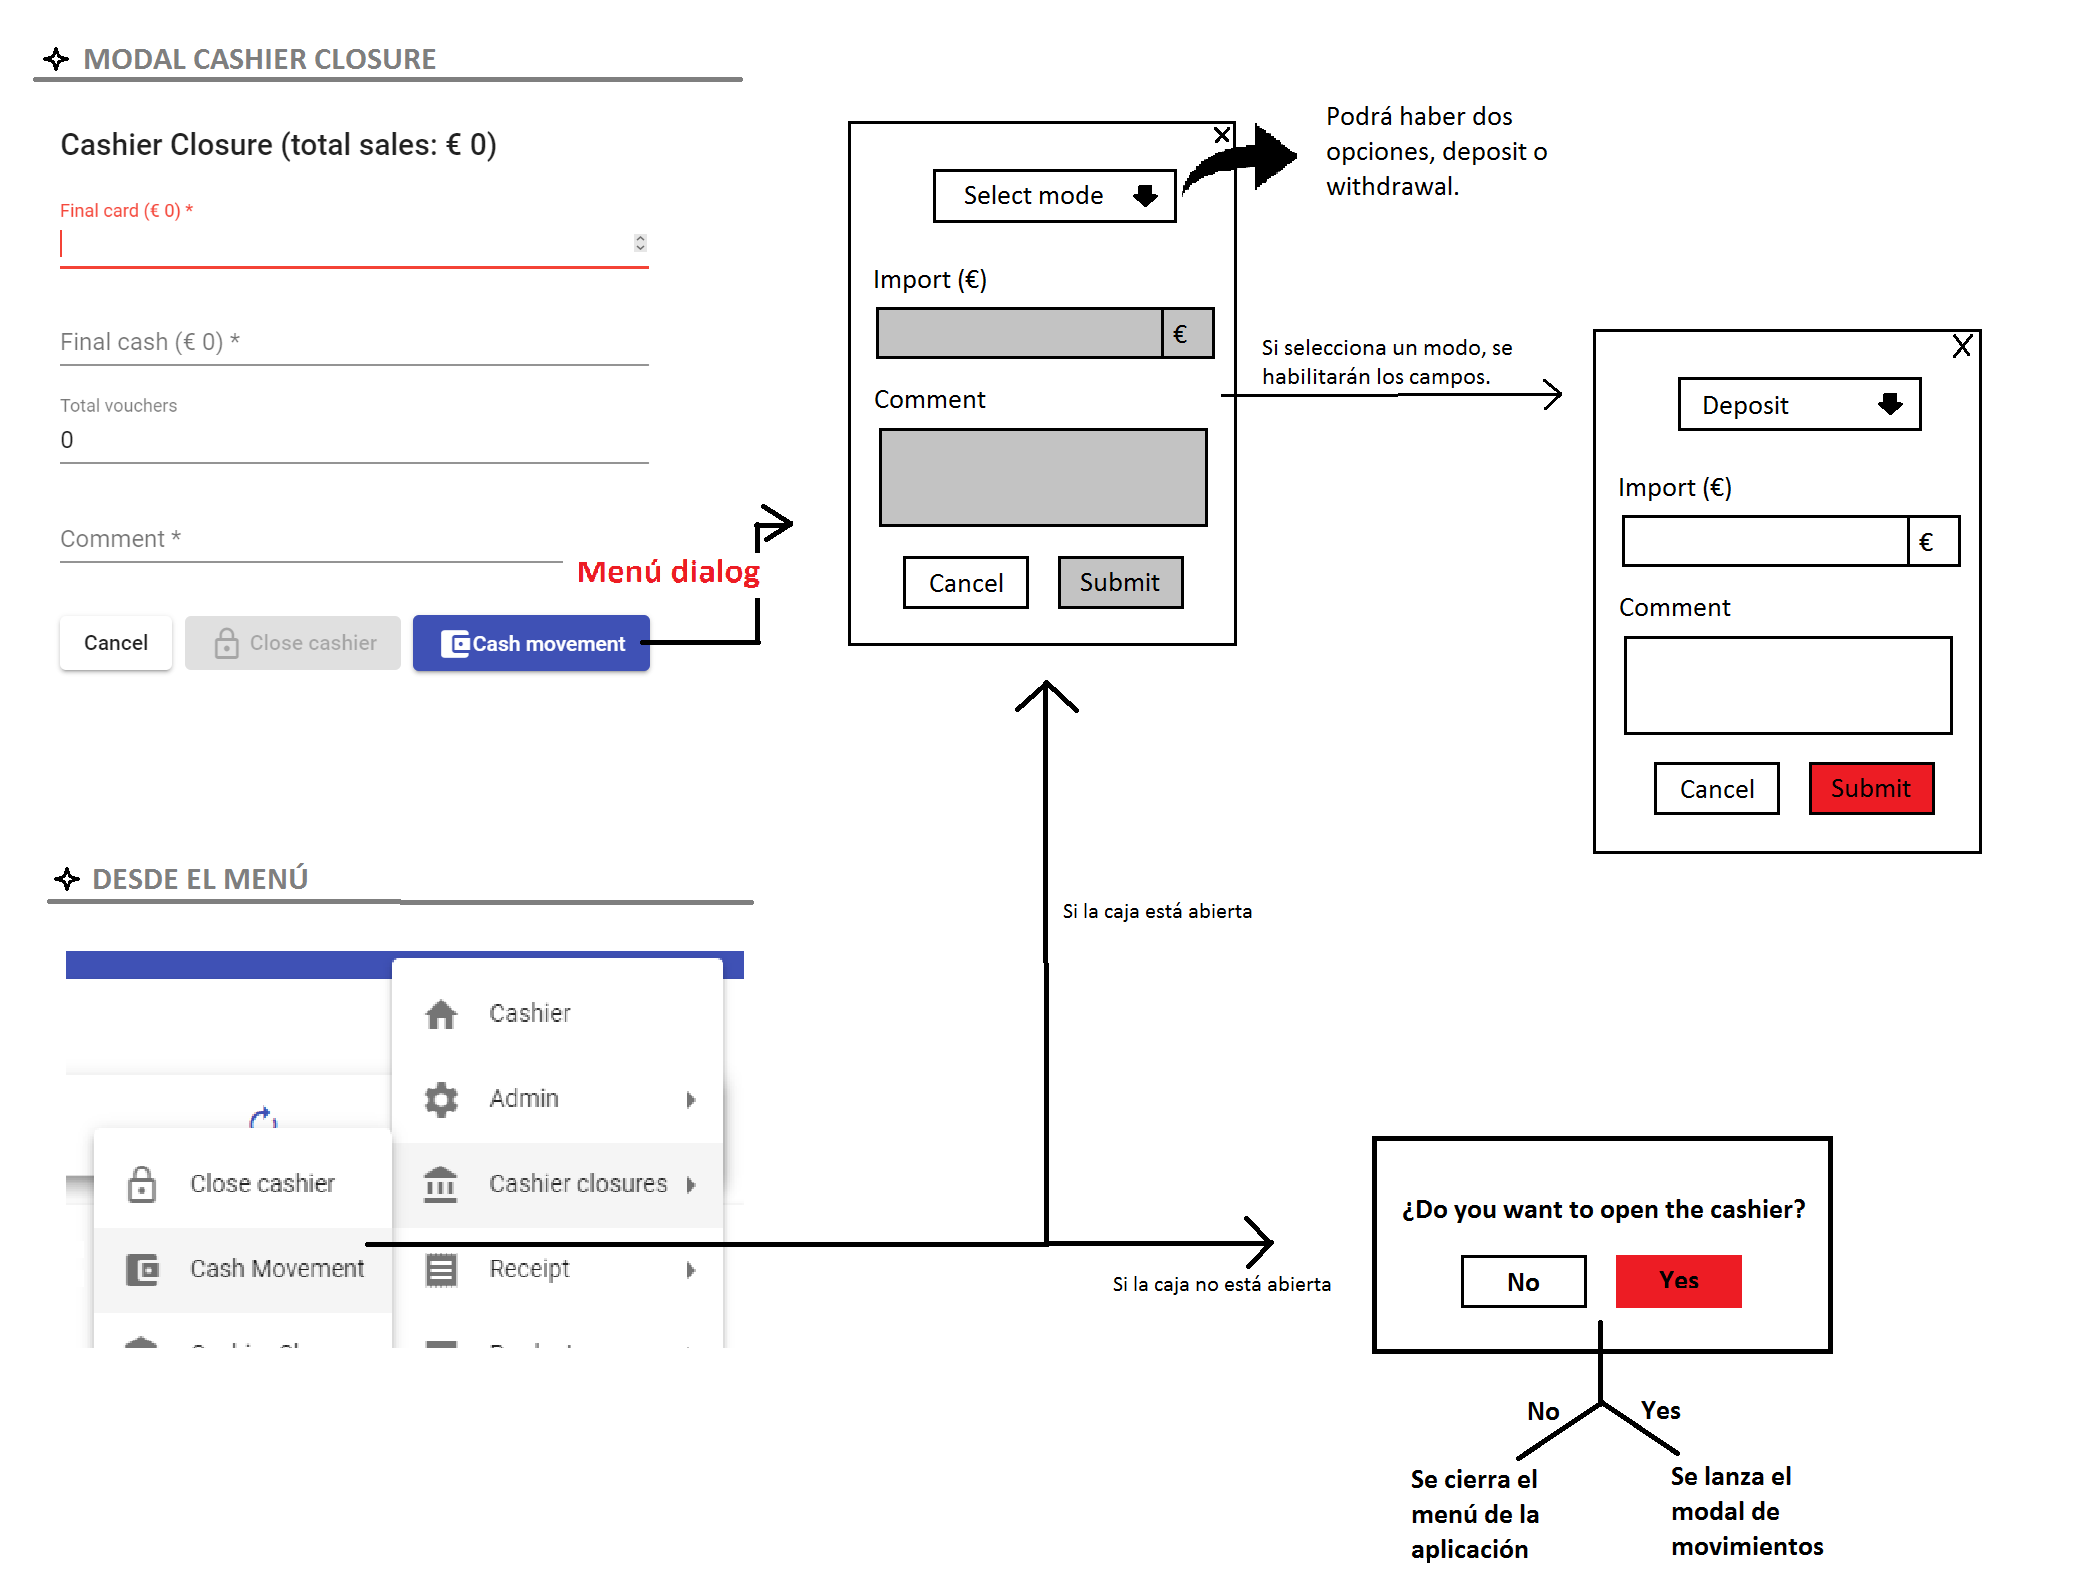 MODAL CASHIER CLOSURE
Cashier Closure (total sales: € 0)
Final card (€ 0) *
Final cash (€ 0) *
Total vouchers
0
Comment *
Menú dialog
Cancel
Close cashier
Cash movement
Select mode
Import (€)
€
Comment
Cancel
Submit
Podrá haber dos
opciones, deposit o
withdrawal.
Si selecciona un modo, se
habilitarán los campos.
Deposit
Import (€)
€
Comment
Cancel
Submit
DESDE EL MENÚ
Cashier
Admin
Cashier closures
Receipt
Close cashier
Cash Movement
Si la caja está abierta
Si la caja no está abierta
¿Do you want to open the cashier?
No
Yes
No
Yes
Se cierra el
menú de la
aplicación
Se lanza el
modal de
movimientos